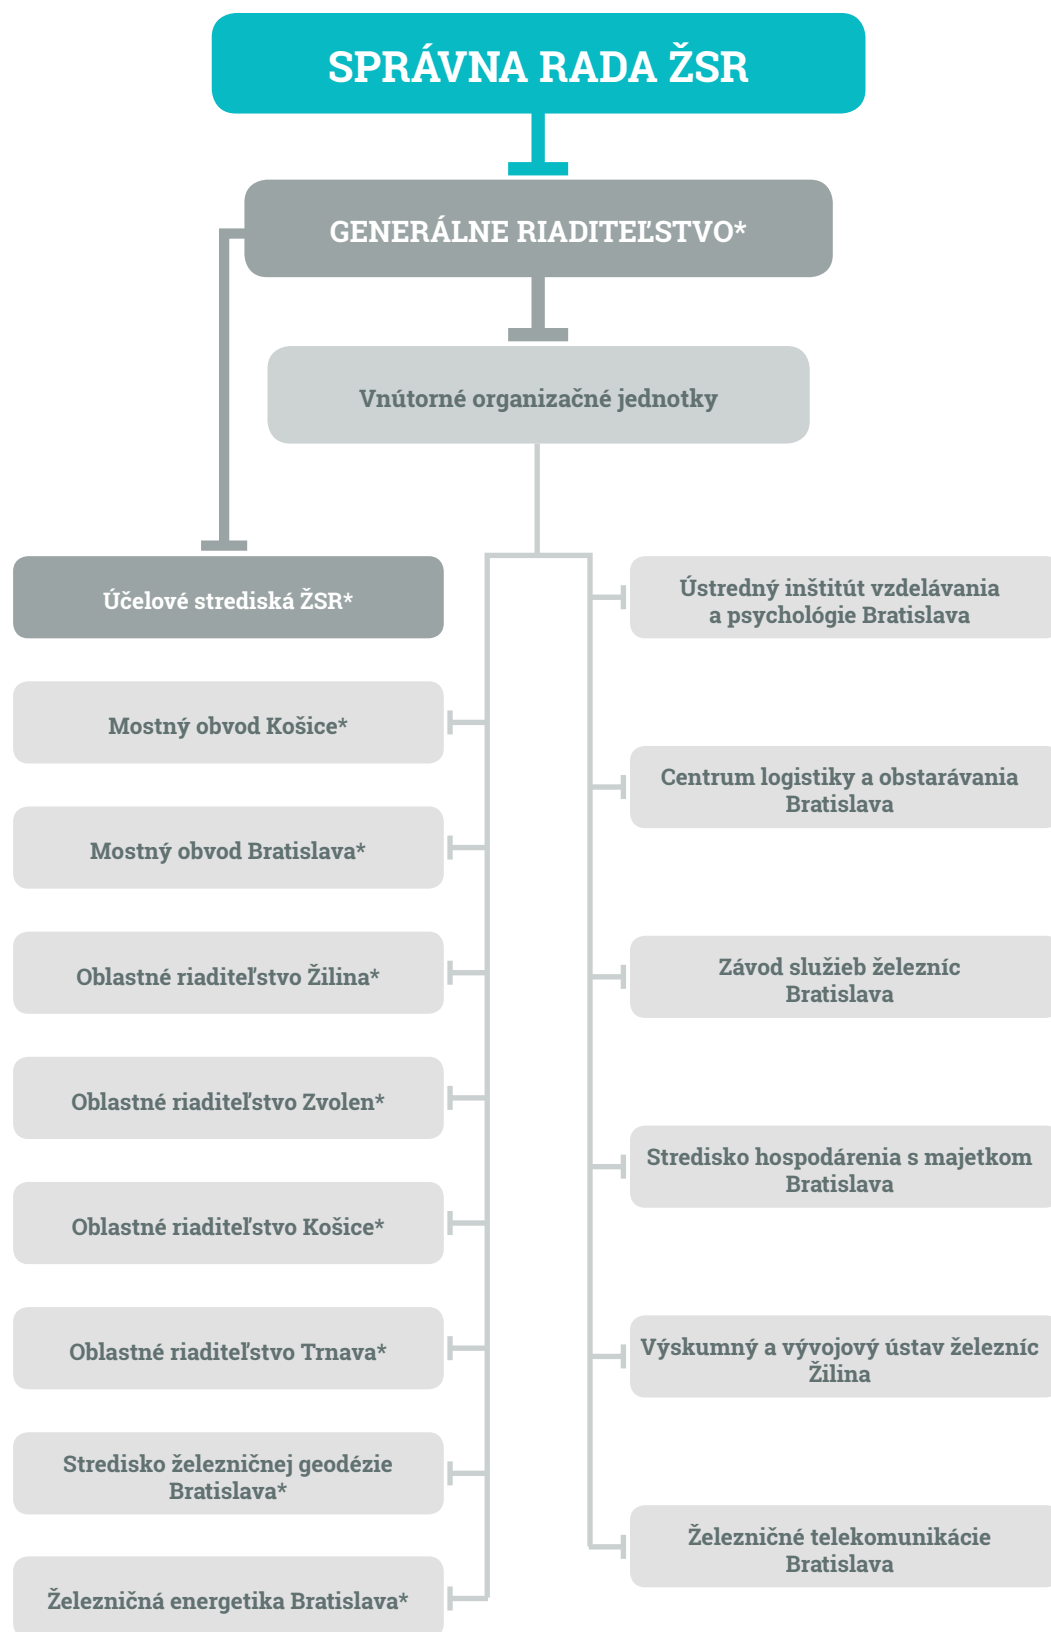 SPRÁVNA RADA ŽSR
GENERÁLNE RIADITEĽSTVO*
Vnútorné organizačné jednotky
Účelové strediská ŽSR*
Mostný obvod Košice*
Mostný obvod Bratislava*
Oblastné riaditeľstvo Žilina*
Oblastné riaditeľstvo Zvolen*
Oblastné riaditeľstvo Košice*
Oblastné riaditeľstvo Trnava*
Stredisko železničnej geodézie
Bratislava*
Železničná energetika Bratislava*
Ústredný inštitút vzdelávania
a psychológie Bratislava
Centrum logistiky a obstarávania
Bratislava
Závod služieb železníc
Bratislava
Stredisko hospodárenia s majetkom
Bratislava
Výskumný a vývojový ústav železníc
Žilina
Železničné telekomunikácie
Bratislava